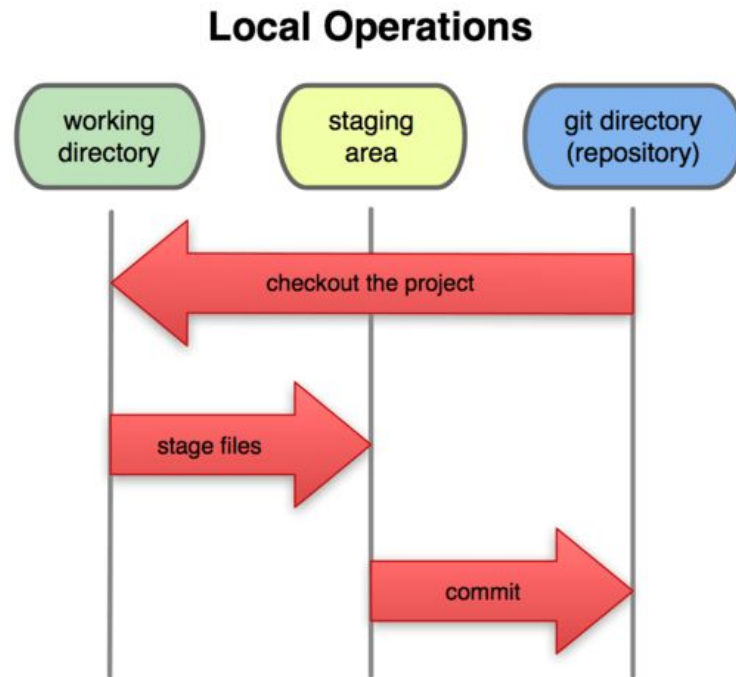 Local Operations
working
directory
staging
area
git directory
(repository)
checkout the project
stage files
commit